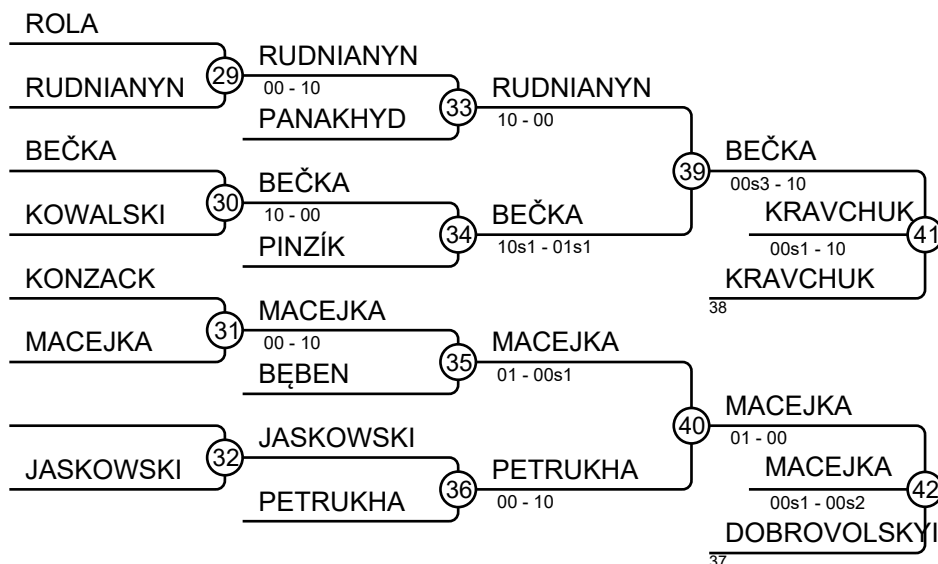 ROLA
RUDNIANYN
29
RUDNIANYN
00 - 10
PANAKHYD
33
RUDNIANYN
10 - 00
BEČKA
KOWALSKI
30
BEČKA
10 - 00
PINZÍK
34
BEČKA
10s1 - 01s1
39
BEČKA
00s3 - 10
KRAVCHUK
00s1 - 10
41
KRAVCHUK
38
KONZACK
MACEJKA
31
MACEJKA
00 - 10
BĘBEN
35
MACEJKA
01 - 00s1
JASKOWSKI
32
JASKOWSKI
PETRUKHA
36
PETRUKHA
00 - 10
40
MACEJKA
01 - 00
MACEJKA
00s1 - 00s2
42
DOBROVOLSKYI
37